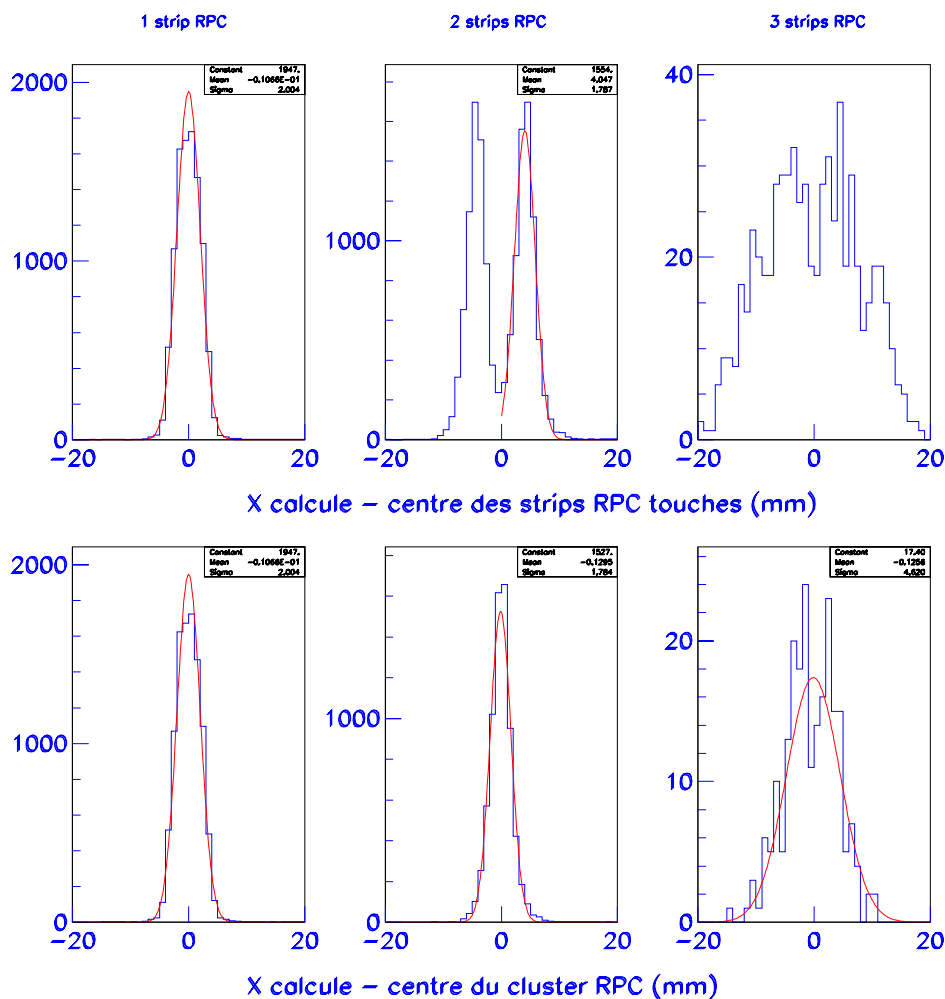 1 strip RPC 2 strips RPC 3 strips RPC
Constant 1947.
Mean -0.1066E-01
Sigma 2.004
Constant 1554.
Mean 4.047
Sigma 1.787
2000
1000
0
-20 0 20
1000
0
-20 0 20
40
20
0
-20 0 20
X calcule - centre des strips RPC touches (mm)
Constant 1947.
Mean -0.1066E-01
Sigma 2.004
Constant 1527.
Mean -0.1295
Sigma 1.784
Constant 17.40
Mean -0.1256
Sigma 4.620
2000
1000
0
-20 0 20
1000
0
-20 0 20
20
10
0
-20 0 20
X calcule - centre du cluster RPC (mm)